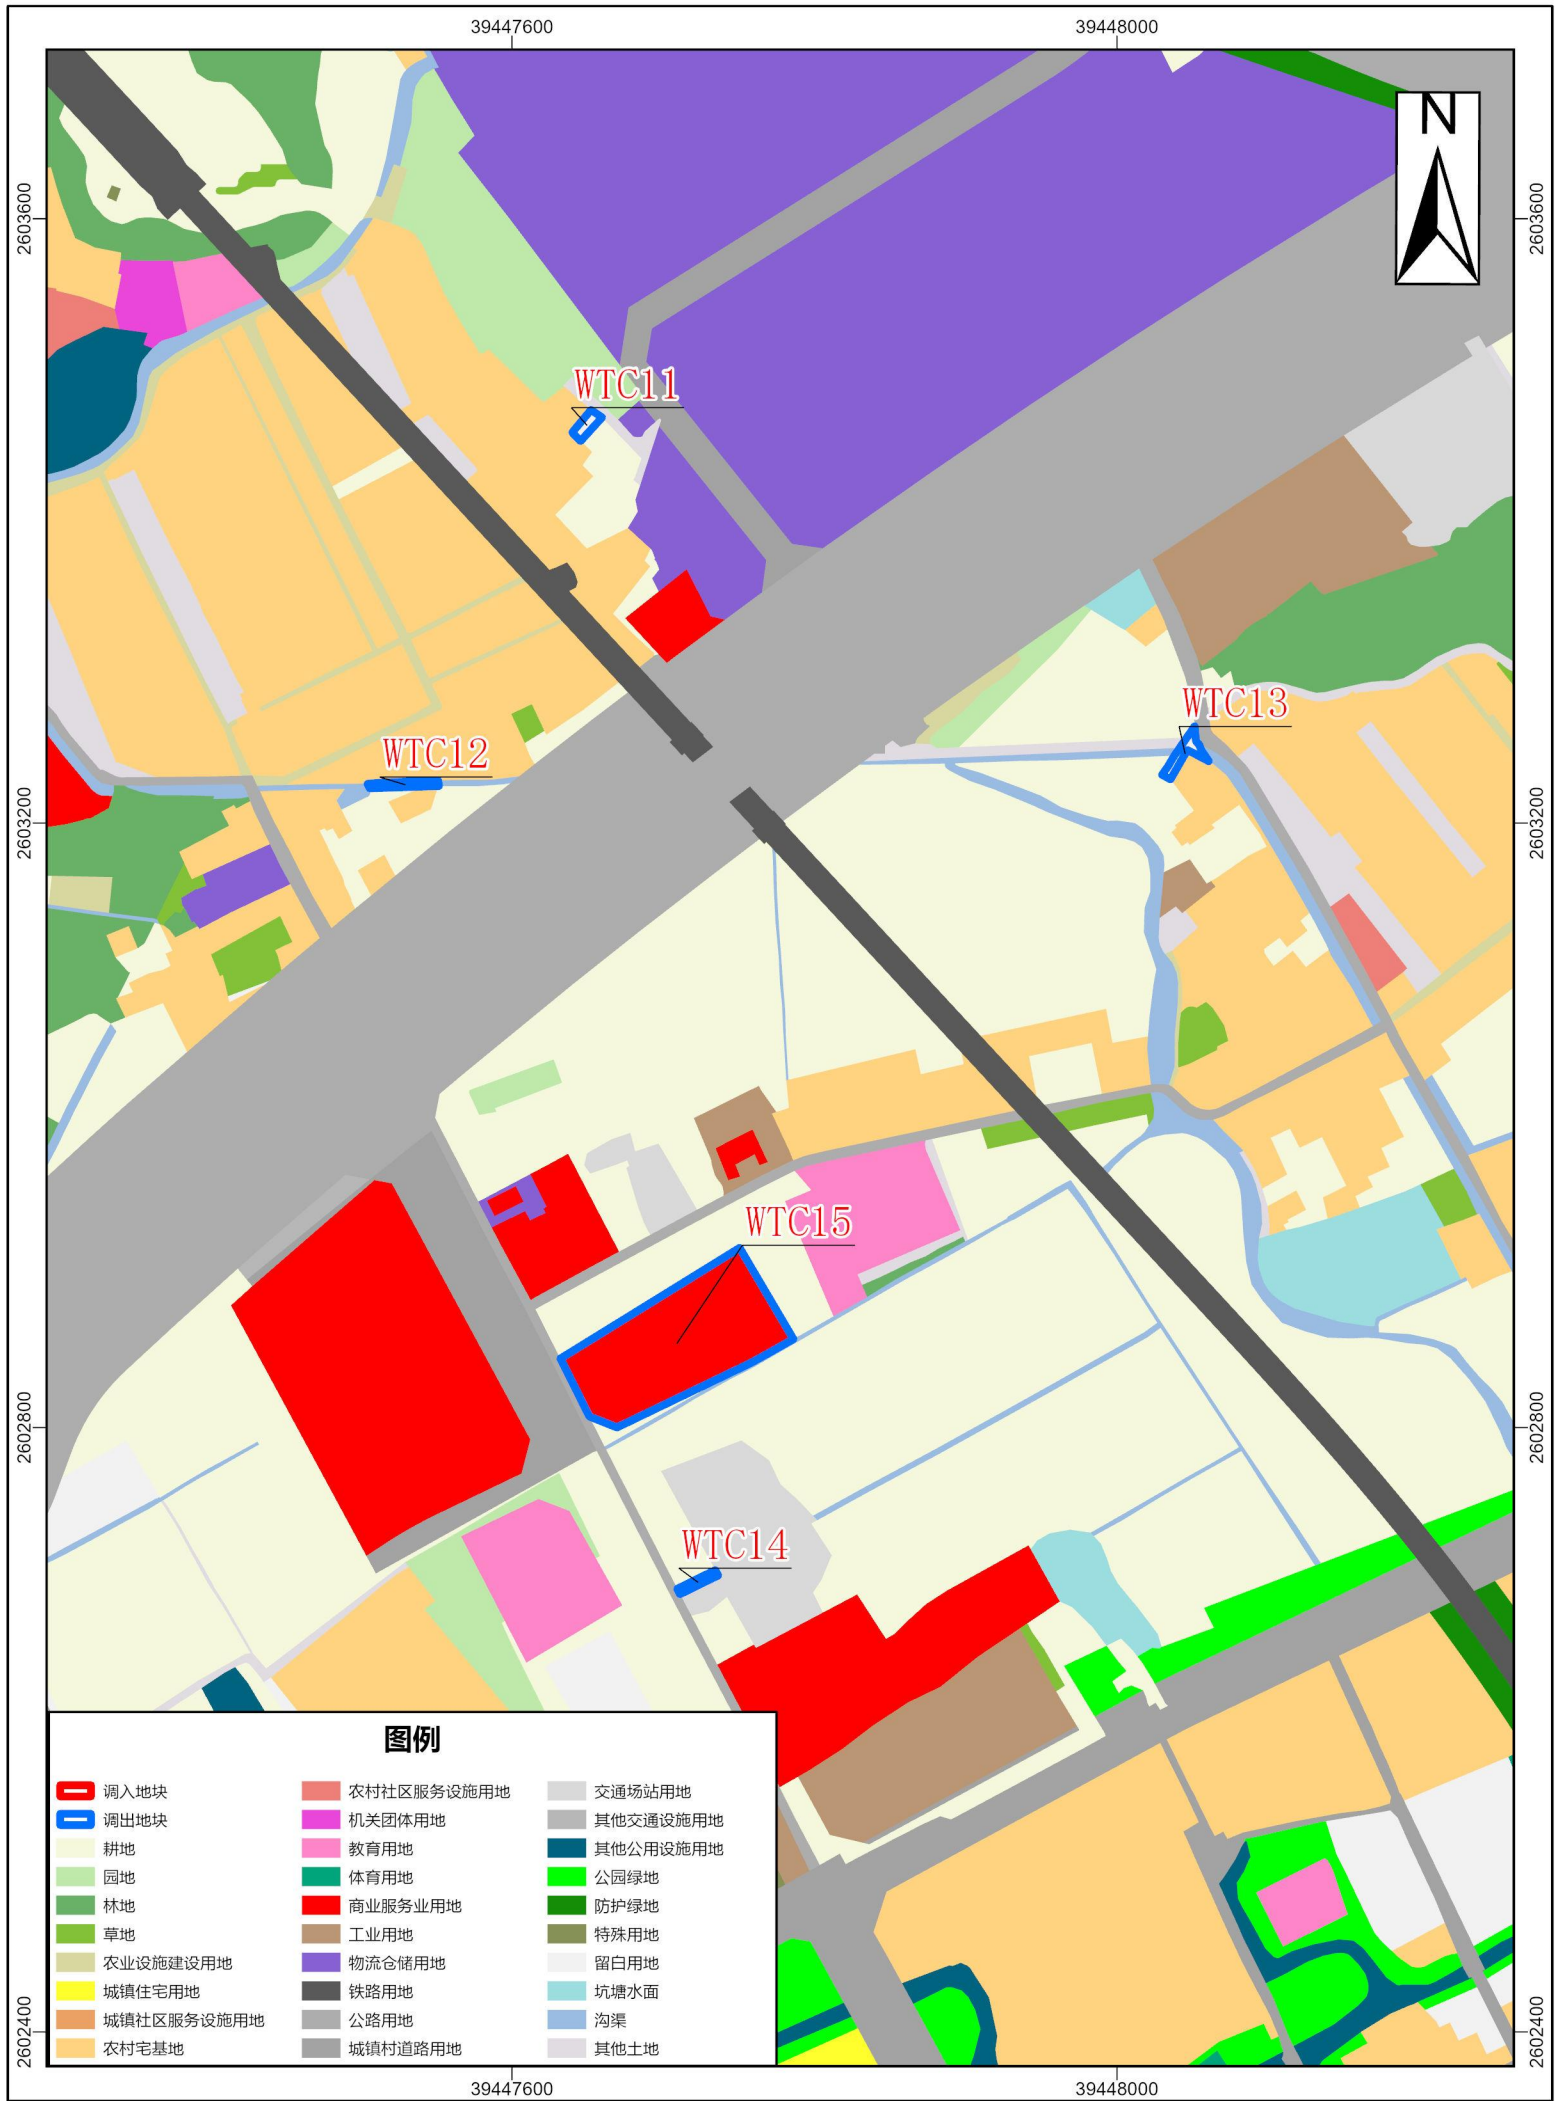 39447600
39448000
N
2603600
2603600
WTC11
WTC13
WTC12
2603200
2603200
WTC15
2602800
2602800
WTC14
图例
调入地块
调出地块
耕地
园地
林地
草地
农业设施建设用地
城镇住宅用地
城镇社区服务设施用地
农村宅基地
农村社区服务设施用地
机关团体用地
教育用地
体育用地
商业服务业用地
工业用地
物流仓储用地
铁路用地
公路用地
城镇村道路用地
交通场站用地
其他交通设施用地
其他公用设施用地
公园绿地
防护绿地
特殊用地
留白用地
坑塘水面
沟渠
其他土地
2602400
2602400
39447600
39448000